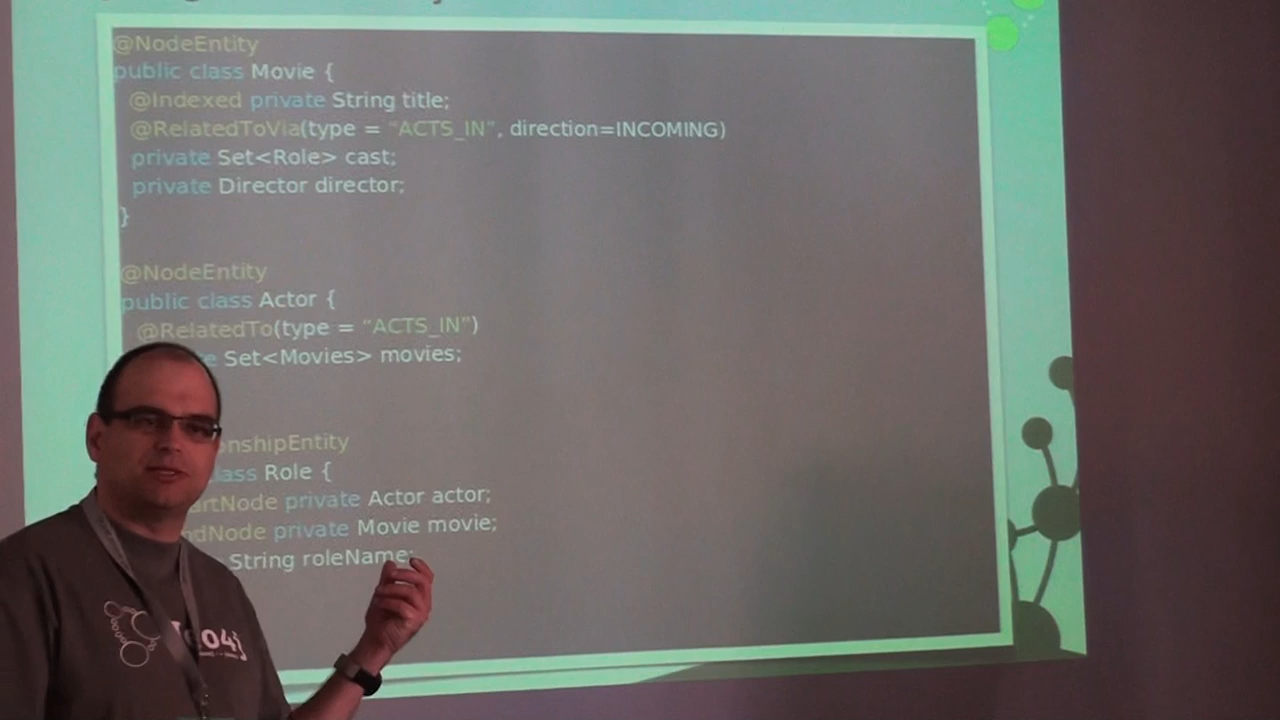 @NodeEntity
public class Movie {
@Indexed private String title;
@RelatedToVia(type = “ACTS_IN”, direction=INCOMING)
private Set<Role> cast;
private Director director;
}
@NodeEntity
public class Actor {
@RelatedTo(type = “ACTS_IN”)
Set<Movies> movies;
onshipEntity
lass Role {
artNode private Actor actor;
ndNode private Movie movie;
String roleName;